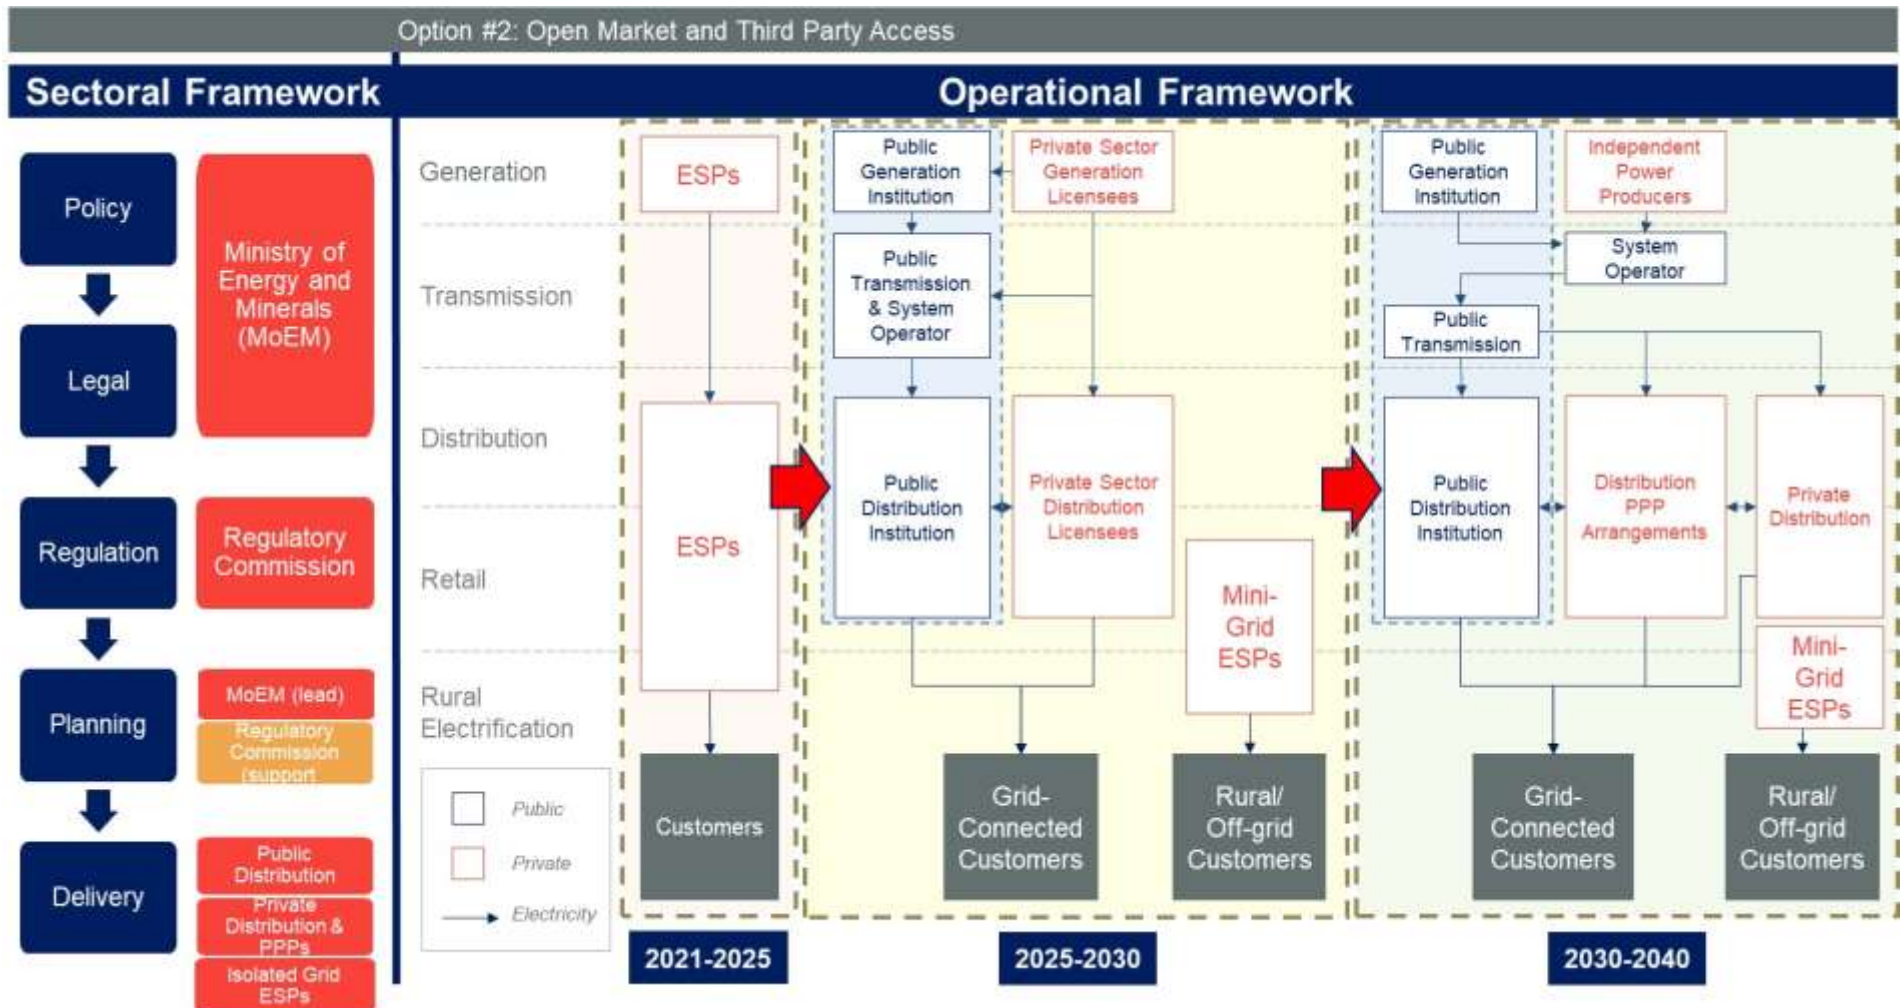 Option #2: Open Market and Third Party Access
Sectoral Framework
Operational Framework
Policy
Legal
Regulation
Planning
Delivery
Ministry of
Energy and
Minerals
(MoEM)
Regulatory
Commission
MoEM (lead)
Regulatory
Commission
(support
Public
Distribution
Private
Distribution &
PPPs
Isolated Grid
ESPs
Generation
Transmission
Distribution
Retail
Rural
Electrification
Public
Private
Electricity
ESPs
ESPs
Customers
2021-2025
Public
Generation
Institution
Private Sector
Generation
Licensees
Public
Transmission
& System
Operator
Public
Distribution
Institution
Private Sector
Distribution
Licensees
Mini-
Grid
ESPs
Grid-
Connected
Customers
Rural/
Off-grid
Customers
2025-2030
Public
Generation
Institution
Independent
Power
Producers
System
Operator
Public
Transmission
Public
Distribution
Institution
Distribution
PPP
Arrangements
Private
Distribution
Mini-
Grid
ESPs
Grid-
Connected
Customers
Rural/
Off-grid
Customers
2030-2040